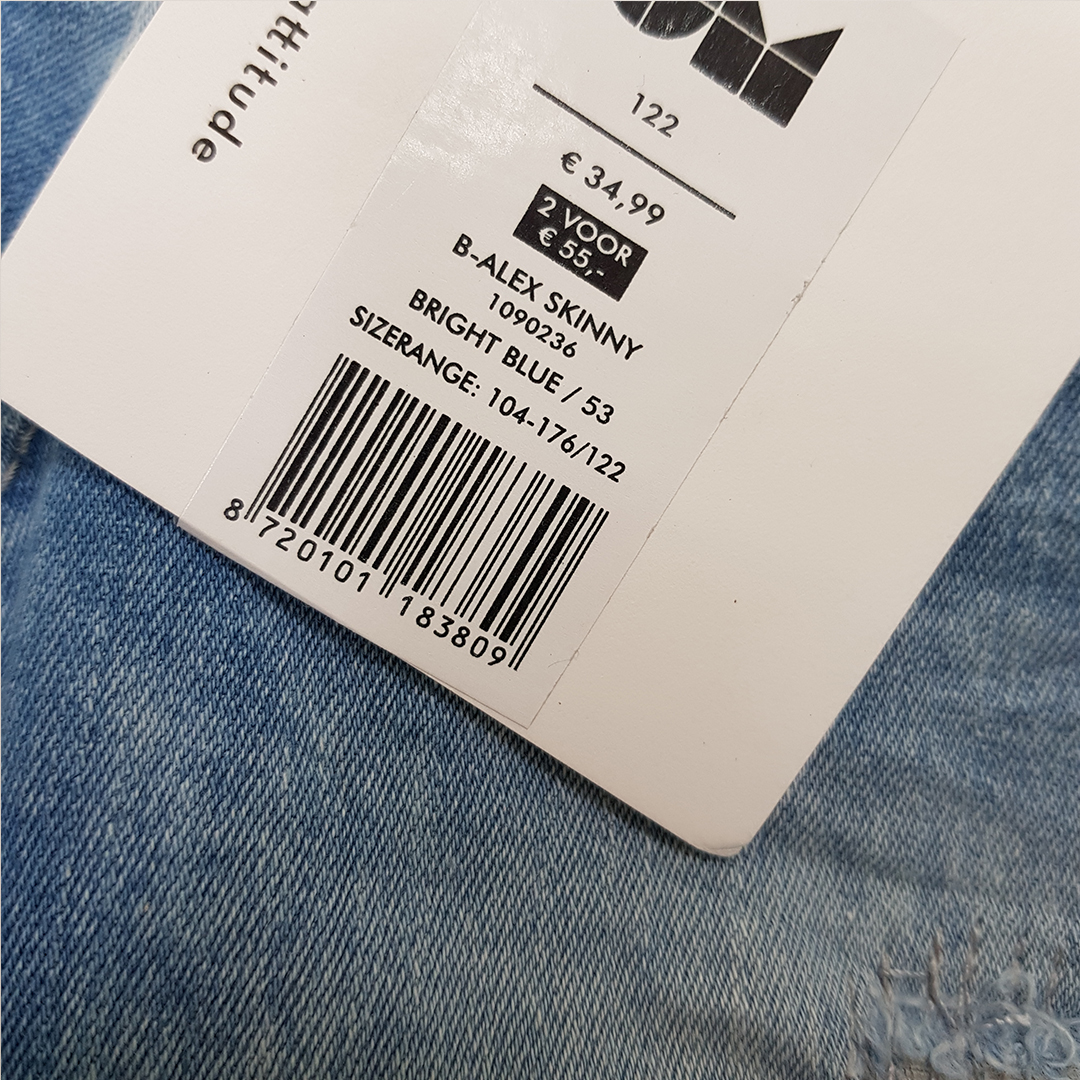 attitude
122
€ 34,99
2 VOOR
€ 55,-
B-ALEX SKINNY
1090236
BRIGHT BLUE / 53
SIZERANGE: 104-176/122
8 720101 183809